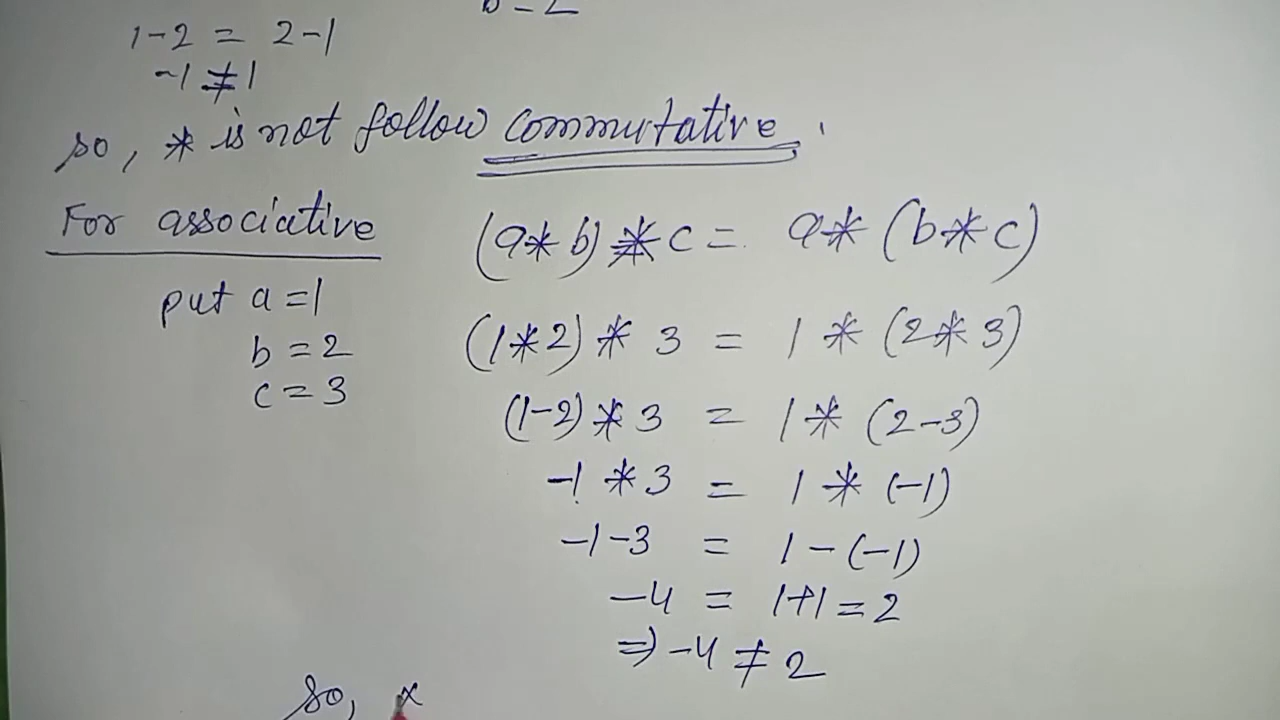 b = 2
1-2 = 2-1
-1 ≠ 1
so, * is not follow commutative.
For associative
(a * b) * c = a * (b * c)
put a = 1
b = 2
c = 3
(1 * 2) * 3 = 1 * (2 * 3)
(1-2) * 3 = 1 * (2-3)
-1 * 3 = 1 * (-1)
-1-3 = 1-(-1)
-4 = 1+1 = 2
⇒ -4 ≠ 2
so, *